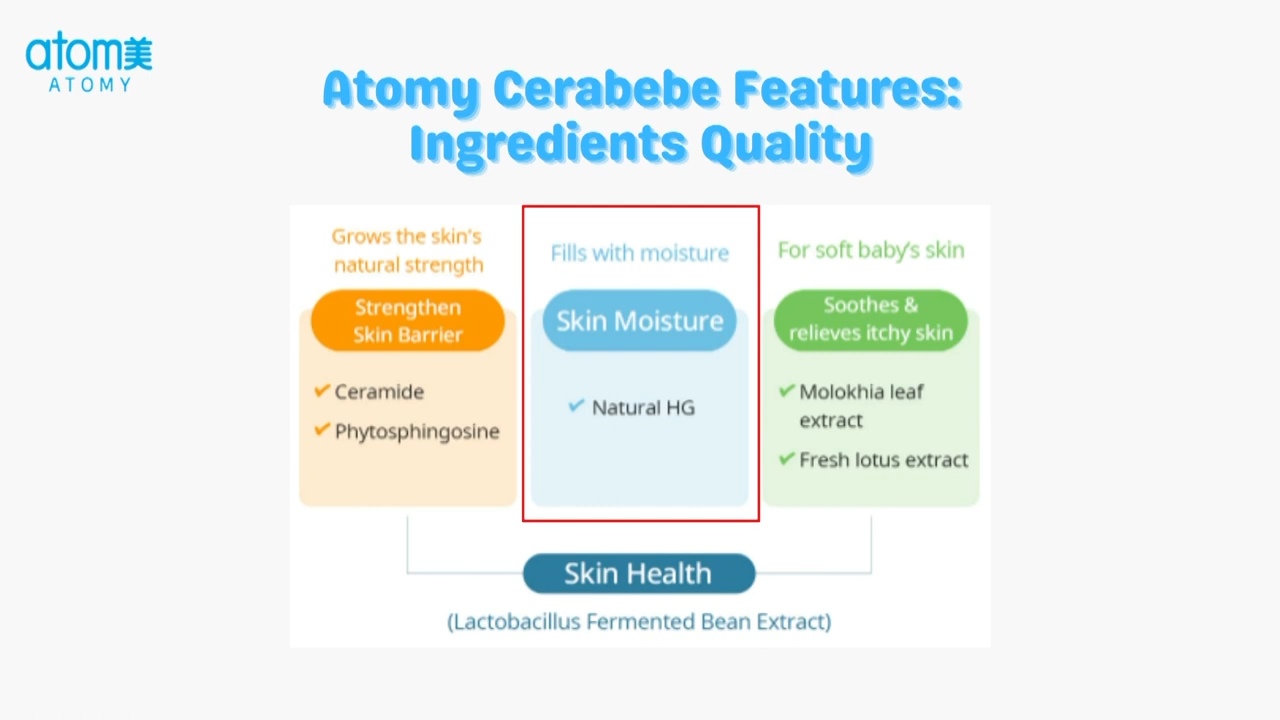 atom美
ATOMY
Atomy Cerabebe Features:
Ingredients Quality
Grows the skin's
natural strength
Strengthen
Skin Barrier
Ceramide
Phytosphingosine
Fills with moisture
Skin Moisture
Natural HG
For soft baby's skin
Soothes &
relieves itchy skin
Molokhia leaf
extract
Fresh lotus extract
Skin Health
(Lactobacillus Fermented Bean Extract)